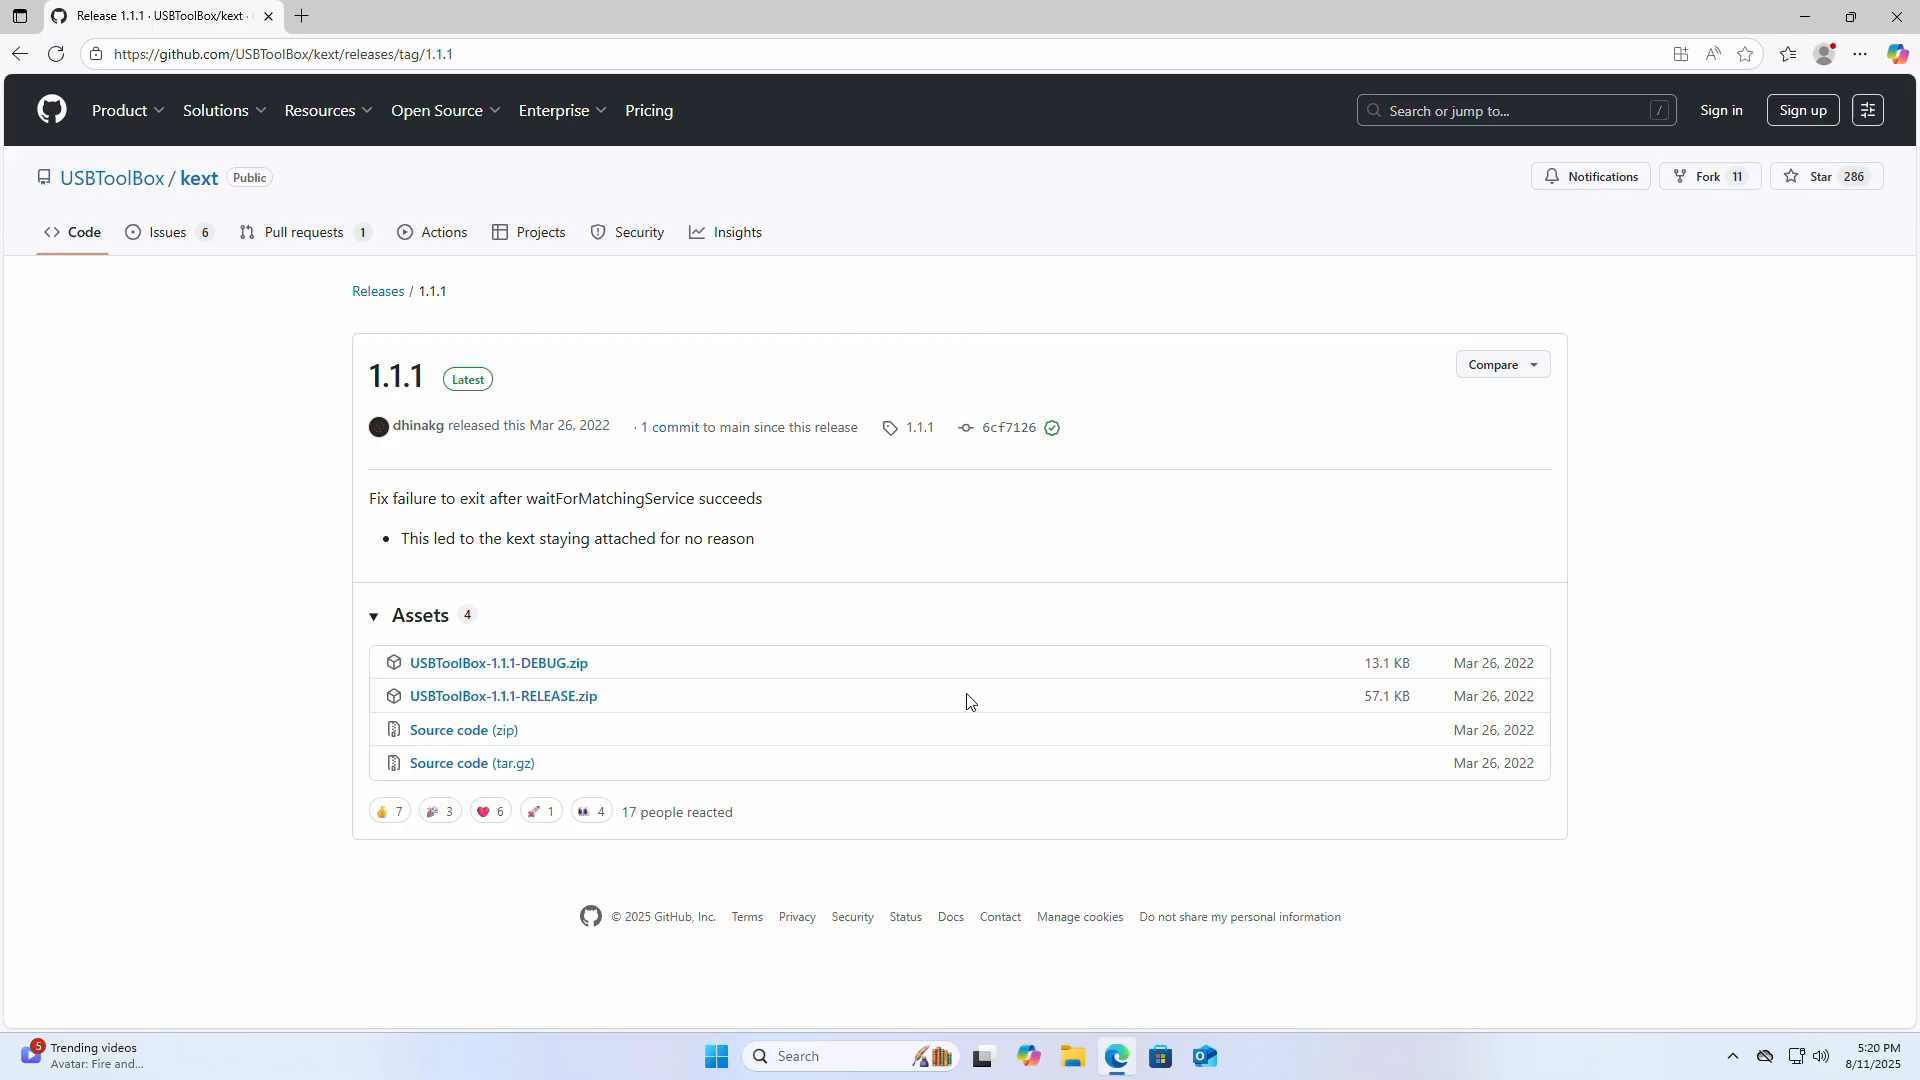 Release 1.1.1 · USBToolBox/kext ·
https://github.com/USBToolBox/kext/releases/tag/1.1.1
Product Solutions Resources Open Source Enterprise Pricing
Search or jump to... / Sign in Sign up
USBToolBox / kext Public
Notifications Fork 11 Star 286
Code Issues 6 Pull requests 1 Actions Projects Security Insights
Releases / 1.1.1
1.1.1 Latest Compare
dhinakg released this Mar 26, 2022 · 1 commit to main since this release 1.1.1 6cf7126
Fix failure to exit after waitForMatchingService succeeds
• This led to the kext staying attached for no reason
Assets 4
USBToolBox-1.1.1-DEBUG.zip 13.1 KB Mar 26, 2022
USBToolBox-1.1.1-RELEASE.zip 57.1 KB Mar 26, 2022
Source code (zip) Mar 26, 2022
Source code (tar.gz) Mar 26, 2022
7 3 6 1 4 17 people reacted
© 2025 GitHub, Inc. Terms Privacy Security Status Docs Contact Manage cookies Do not share my personal information
5 Trending videos
Avatar: Fire and...
Search
5:20 PM
8/11/2025